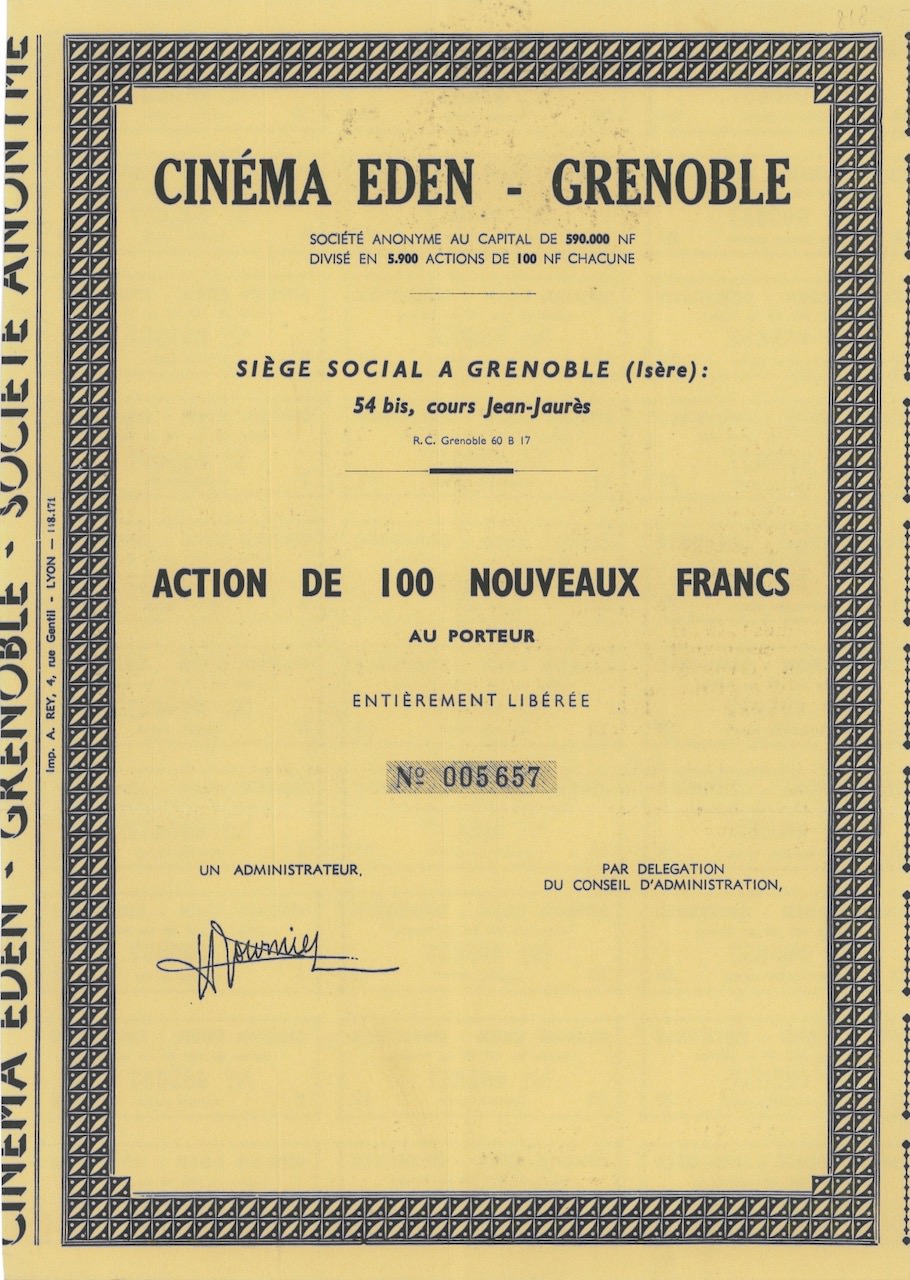 818
CINÉMA EDEN - GRENOBLE
SOCIÉTÉ ANONYME AU CAPITAL DE 590.000 NF
DIVISÉ EN 5.900 ACTIONS DE 100 NF CHACUNE
SIÈGE SOCIAL A GRENOBLE (Isère) :
54 bis, cours Jean-Jaurès
R.C. Grenoble 60 B 17
ACTION DE 100 NOUVEAUX FRANCS
AU PORTEUR
ENTIÈREMENT LIBÉRÉE
Nº 005657
UN ADMINISTRATEUR,
PAR DELEGATION
DU CONSEIL D'ADMINISTRATION,
CINÉMA EDEN - GRENOBLE - SOCIÉTÉ ANONYME
Imp. A. REY, 4, rue Gentil - LYON — 118.171